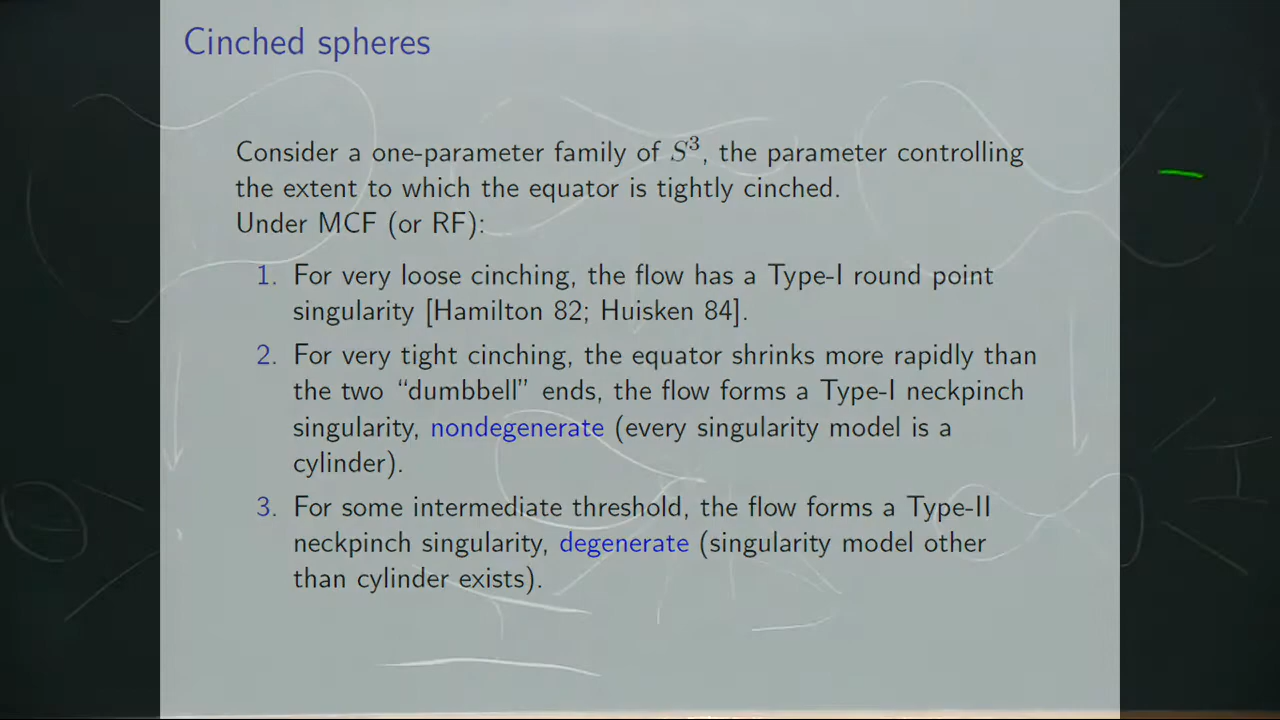 Cinched spheres
Consider a one-parameter family of S³, the parameter controlling
the extent to which the equator is tightly cinched.
Under MCF (or RF):
1. For very loose cinching, the flow has a Type-I round point
singularity [Hamilton 82; Huisken 84].
2. For very tight cinching, the equator shrinks more rapidly than
the two “dumbbell” ends, the flow forms a Type-I neckpinch
singularity, nondegenerate (every singularity model is a
cylinder).
3. For some intermediate threshold, the flow forms a Type-II
neckpinch singularity, degenerate (singularity model other
than cylinder exists).